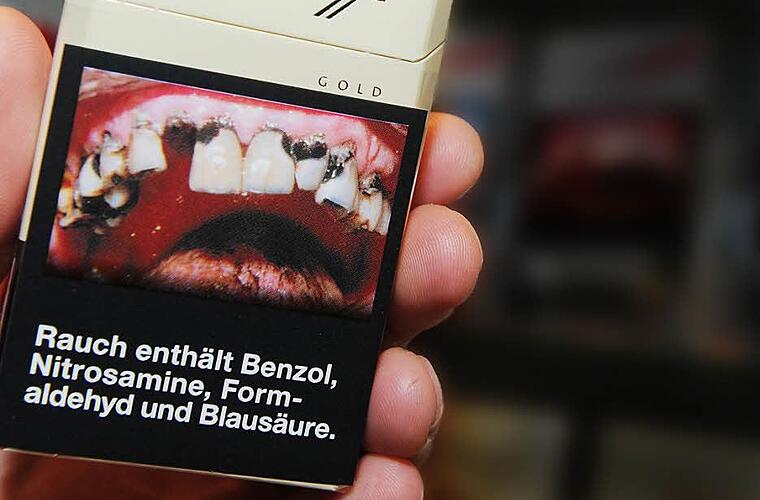 GOLD
Rauch enthält Benzol,
Nitrosamine, Form-
aldehyd und Blausäure.